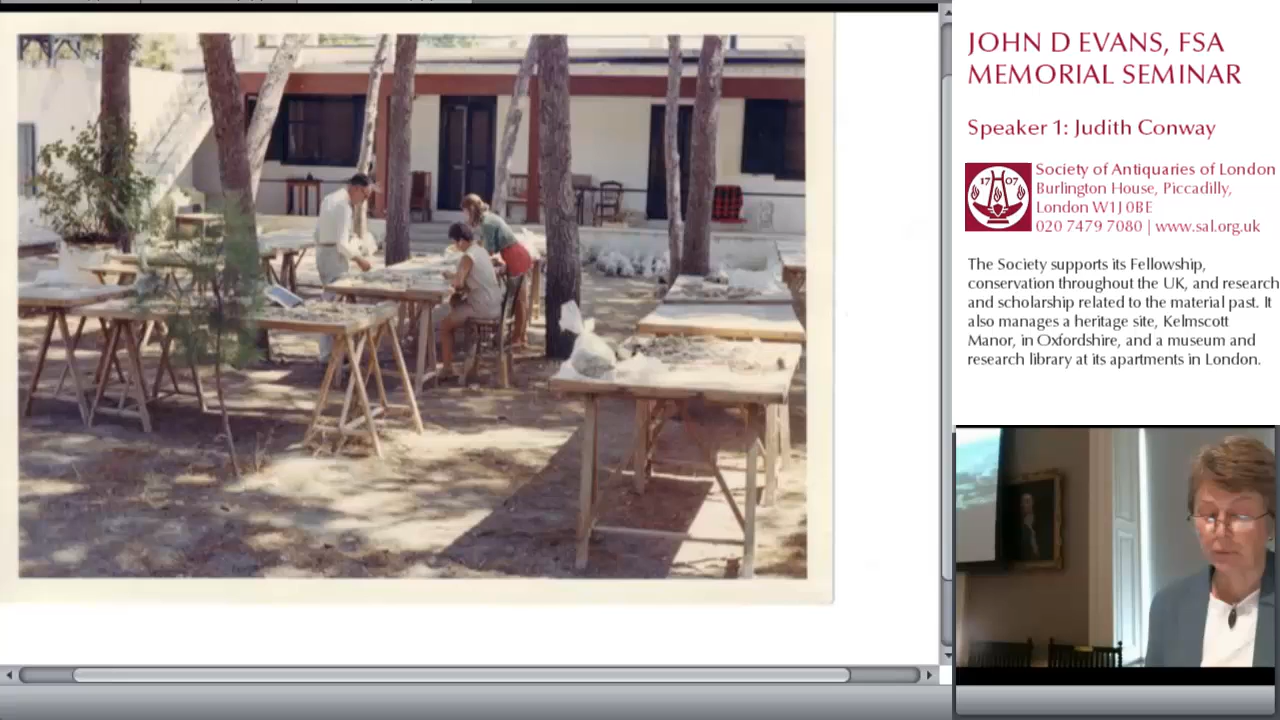 JOHN D EVANS, FSA
MEMORIAL SEMINAR
Speaker 1: Judith Conway
17 07
Society of Antiquaries of London
Burlington House, Piccadilly,
London W1J 0BE
020 7479 7080 | www.sal.org.uk
The Society supports its Fellowship,
conservation throughout the UK, and research
and scholarship related to the material past. It
also manages a heritage site, Kelmscott
Manor, in Oxfordshire, and a museum and
research library at its apartments in London.